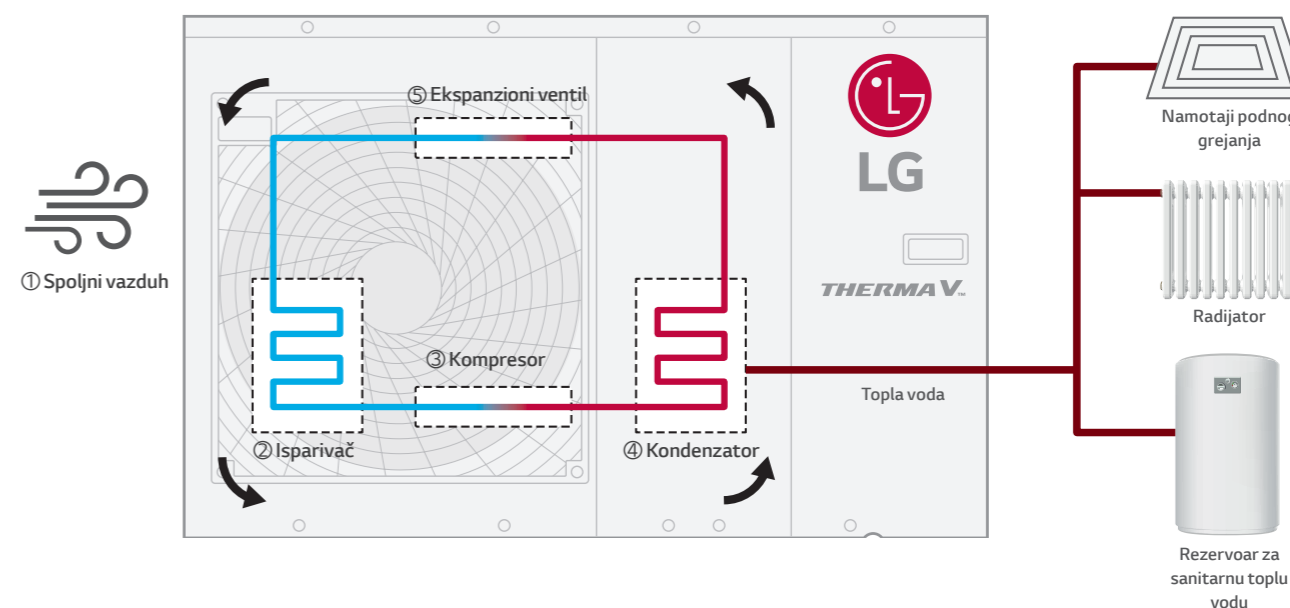 ⑤ Ekspanzioni ventil
LG
Namotaji podnog
grejanja
① Spoljni vazduh
THERMA V™
Radijator
③ Kompresor
Topla voda
② Isparivač
④ Kondenzator
Rezervoar za
sanitarnu toplu
vodu